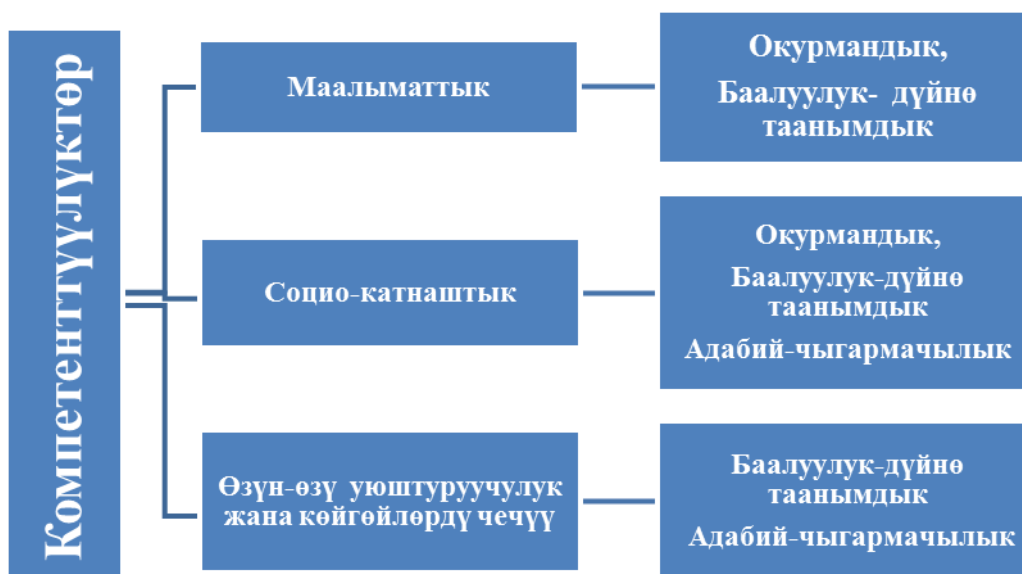 Компетенттүүлүктөр
Маалыматтык
Окурмандык,
Баалуулук- дүйнө
таанымдык
Социо-катнаштык
Окурмандык,
Баалуулук-дүйнө
таанымдык
Адабий-чыгармачылык
Өзүн-өзү уюштуруучулук
жана көйгөйлөрдү чечүү
Баалуулук-дүйнө
таанымдык
Адабий-чыгармачылык